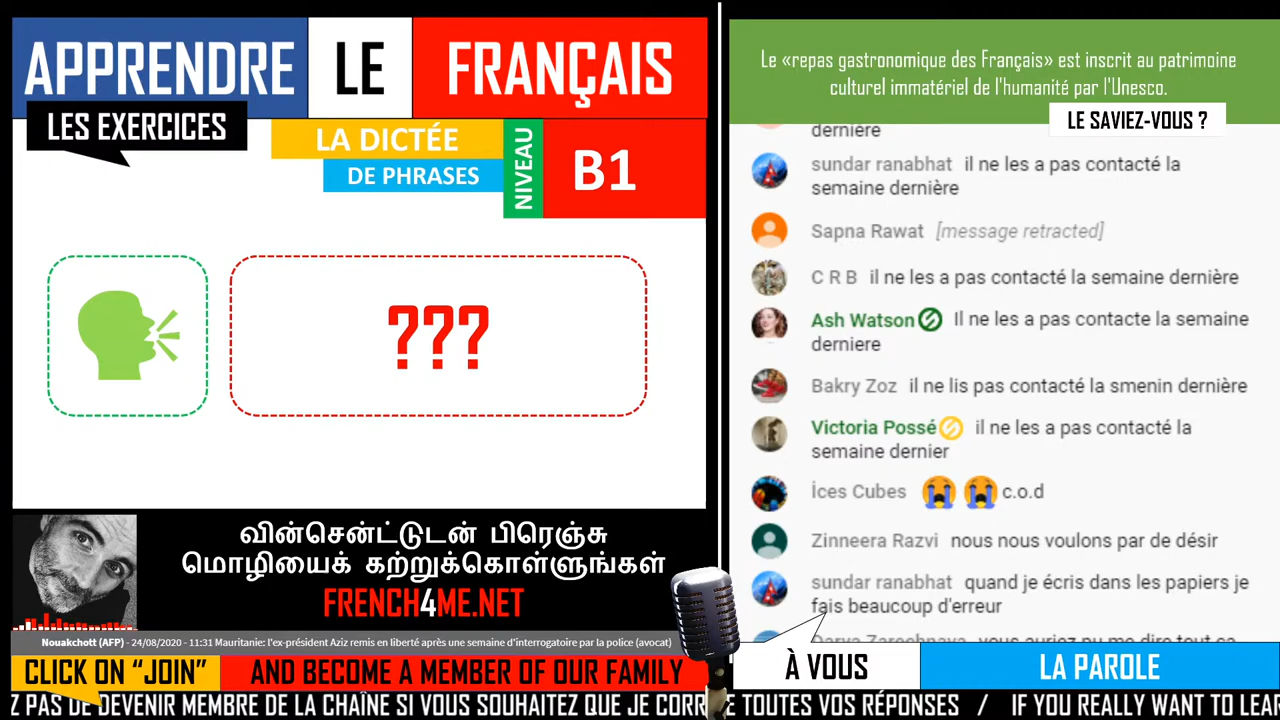 APPRENDRE LE FRANÇAIS
LES EXERCICES
LA DICTÉE
DE PHRASES
NIVEAU
B1
???
வின்சென்ட்டுடன் பிரெஞ்சு
மொழியைக் கற்றுக்கொள்ளுங்கள்
FRENCH4ME.NET
Nouakchott (AFP) - 24/08/2020 - 11:31 Mauritanie: l'ex-président Aziz remis en liberté après une semaine d'interrogatoire par la police (avocat)
CLICK ON “JOIN” AND BECOME A MEMBER OF OUR FAMILY
Le «repas gastronomique des Français» est inscrit au patrimoine
culturel immatériel de l'humanité par l'Unesco.
LE SAVIEZ-VOUS ?
dernière
sundar ranabhat il ne les a pas contacté la
semaine dernière
Sapna Rawat [message retracted]
C R B il ne les a pas contacté la semaine dernière
Ash Watson Il ne les a pas contacte la semaine
derniere
Bakry Zoz il ne lis pas contacté la smenin dernière
Victoria Possé il ne les a pas contacté la
semaine dernier
İces Cubes 😭 😭 c.o.d
Zinneera Razvi nous nous voulons par de désir
sundar ranabhat quand je écris dans les papiers je
fais beaucoup d'erreur
À VOUS LA PAROLE
Z PAS DE DEVENIR MEMBRE DE LA CHAÎNE SI VOUS SOUHAITEZ QUE JE CORR E TOUTES VOS RÉPONSES / IF YOU REALLY WANT TO LEAR